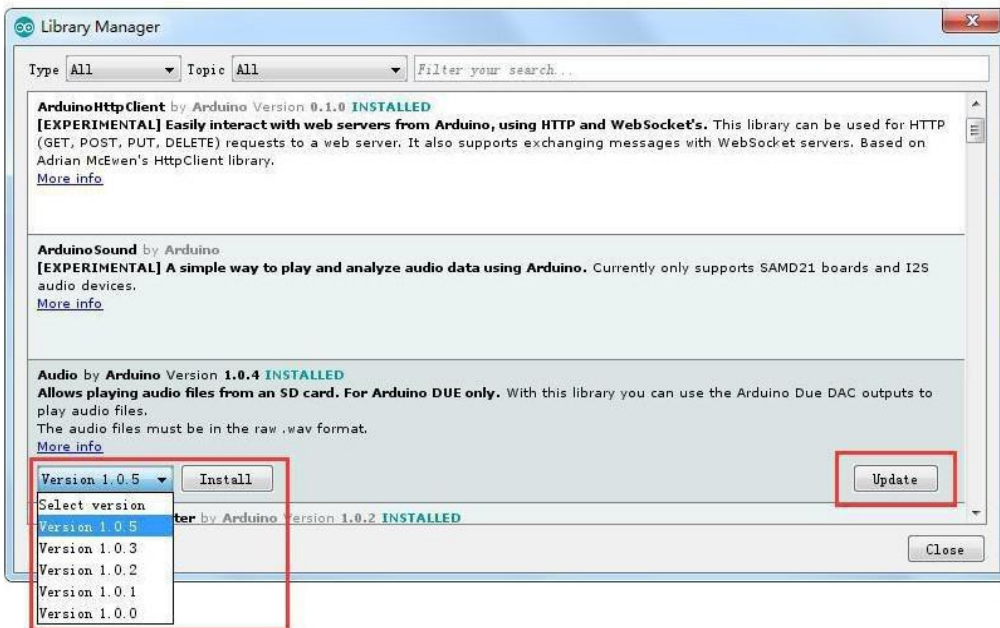 Library Manager
Type All Topic All Filter your search...
ArduinoHttpClient by Arduino Version 0.1.0 INSTALLED
[EXPERIMENTAL] Easily interact with web servers from Arduino, using HTTP and WebSocket's. This library can be used for HTTP
(GET, POST, PUT, DELETE) requests to a web server. It also supports exchanging messages with WebSocket servers. Based on
Adrian McEwen's HttpClient library.
More info
ArduinoSound by Arduino
[EXPERIMENTAL] A simple way to play and analyze audio data using Arduino. Currently only supports SAMD21 boards and I2S
audio devices.
More info
Audio by Arduino Version 1.0.4 INSTALLED
Allows playing audio files from an SD card. For Arduino DUE only. With this library you can use the Arduino Due DAC outputs to
play audio files.
The audio files must be in the raw .wav format.
More info
Version 1.0.5 Install Update
Select version
ter by Arduino Version 1.0.2 INSTALLED
Version 1.0.5
Version 1.0.3
Close
Version 1.0.2
Version 1.0.1
Version 1.0.0